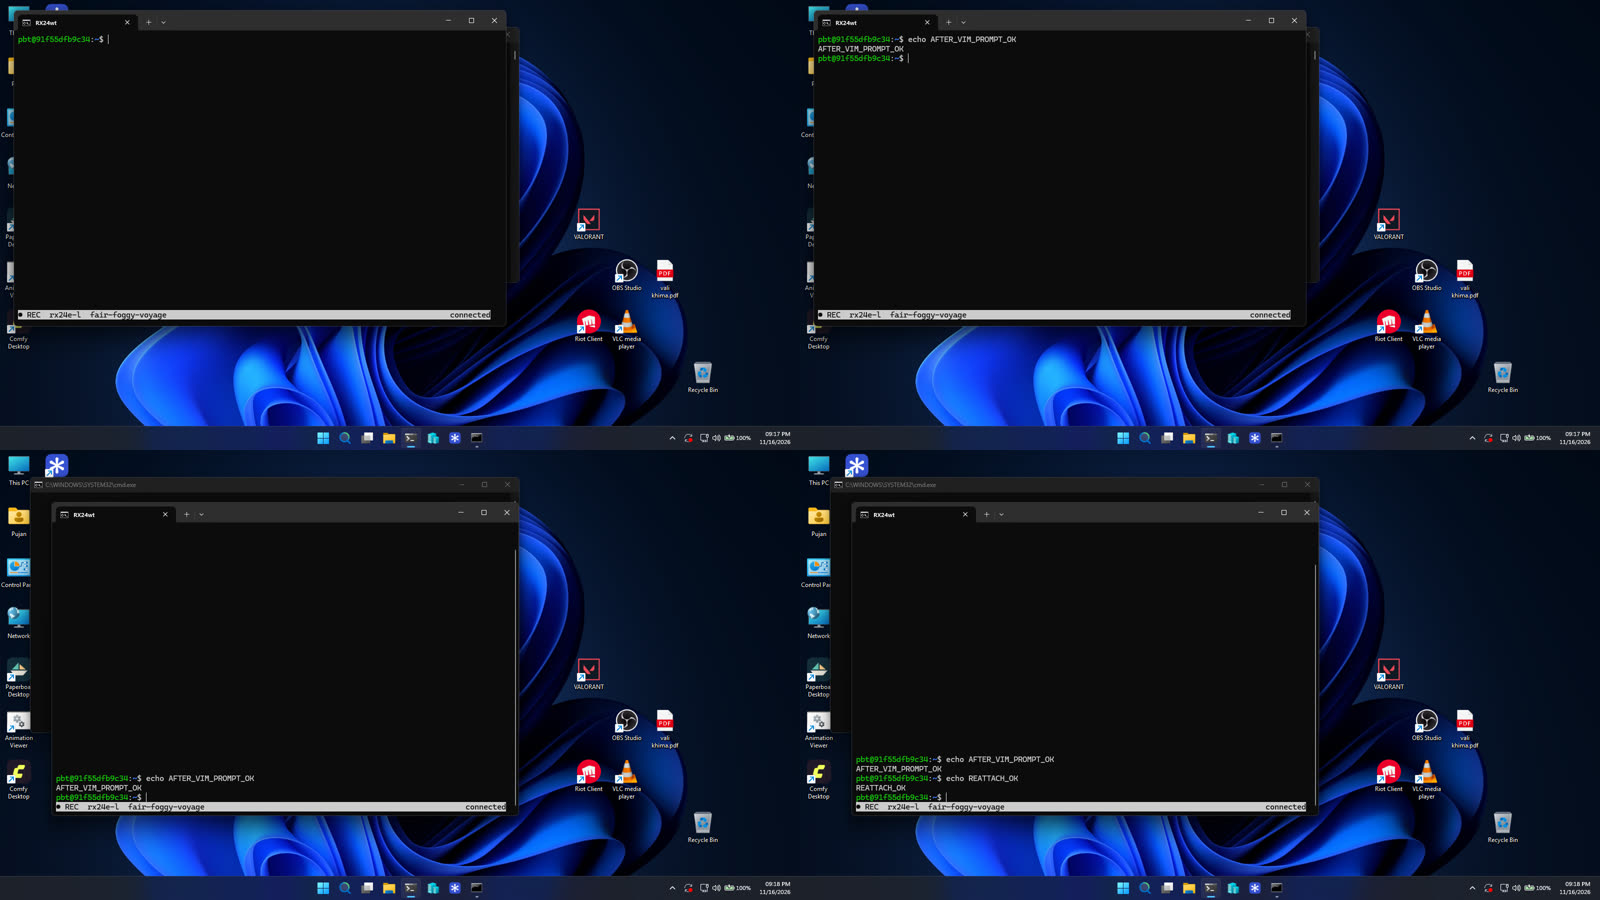 RX24wt
pbt@91f55dfb9c34:~$
● REC rx24e-l fair-foggy-voyage connected
VALORANT
OBS Studio
vali khima.pdf
Riot Client
VLC media player
Comfy Desktop
Recycle Bin
100%
09:17 PM
11/16/2026
RX24wt
pbt@91f55dfb9c34:~$ echo AFTER_VIM_PROMPT_OK
AFTER_VIM_PROMPT_OK
pbt@91f55dfb9c34:~$
● REC rx24e-l fair-foggy-voyage connected
VALORANT
OBS Studio
vali khima.pdf
Riot Client
VLC media player
Comfy Desktop
Recycle Bin
100%
09:17 PM
11/16/2026
This PC
C:\WINDOWS\SYSTEM32\cmd.exe
RX24wt
Pujan
Control Pa
Network
Paperboa
Desktop
Animation
Viewer
Comfy
Desktop
pbt@91f55dfb9c34:~$ echo AFTER_VIM_PROMPT_OK
AFTER_VIM_PROMPT_OK
pbt@91f55dfb9c34:~$
● REC rx24e-l fair-foggy-voyage connected
VALORANT
OBS Studio
vali khima.pdf
Riot Client
VLC media player
Recycle Bin
100%
09:18 PM
11/16/2026
This PC
C:\WINDOWS\SYSTEM32\cmd.exe
RX24wt
Pujan
Control Pa
Network
Paperboa
Desktop
Animation
Viewer
Comfy
Desktop
pbt@91f55dfb9c34:~$ echo AFTER_VIM_PROMPT_OK
AFTER_VIM_PROMPT_OK
pbt@91f55dfb9c34:~$ echo REATTACH_OK
REATTACH_OK
pbt@91f55dfb9c34:~$
● REC rx24e-l fair-foggy-voyage connected
VALORANT
OBS Studio
vali khima.pdf
Riot Client
VLC media player
Recycle Bin
100%
09:18 PM
11/16/2026